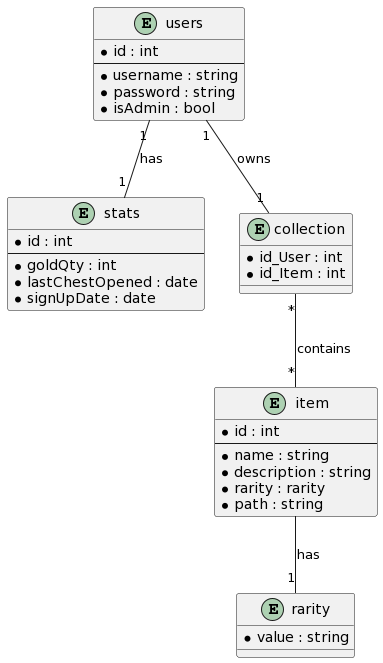 E users
id : int
username : string
password : string
isAdmin : bool
1 1
has owns
1 1
E stats
id : int
goldQty : int
lastChestOpened : date
signUpDate : date
E collection
id_User : int
id_Item : int
*
contains
*
E item
id : int
name : string
description : string
rarity : rarity
path : string
has
1
E rarity
value : string